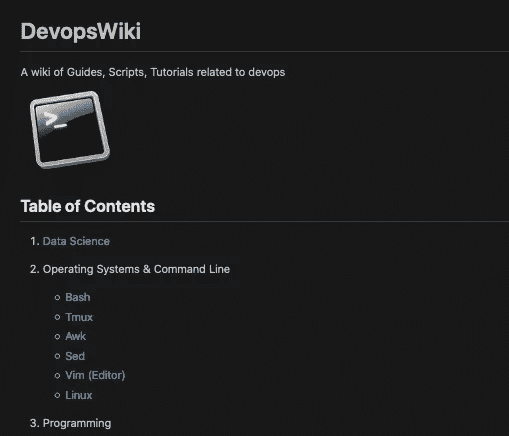 DevopsWiki
A wiki of Guides, Scripts, Tutorials related to devops
>_
Table of Contents
1. Data Science
2. Operating Systems & Command Line
○ Bash
○ Tmux
○ Awk
○ Sed
○ Vim (Editor)
○ Linux
3. Programming